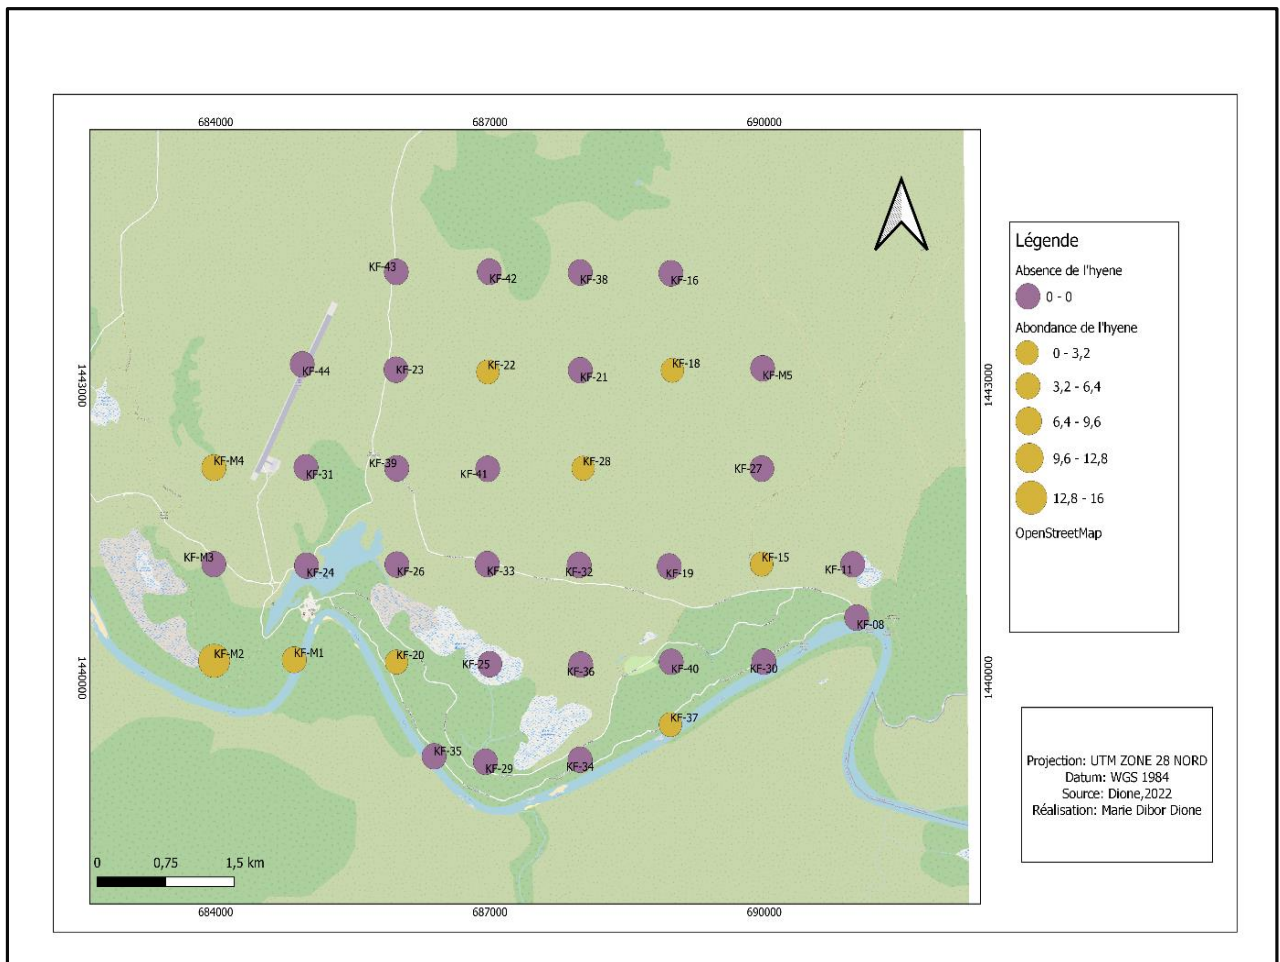 684000
687000
690000
KF-43
KF-42
KF-38
KF-16
1443000
KF-44
KF-23
KF-22
KF-21
KF-18
KF-M5
1443000
KF-M4
KF-31
KF-39
KF-41
KF-28
KF-27
KF-M3
KF-24
KF-26
KF-33
KF-32
KF-19
KF-15
KF-11
KF-08
1440000
KF-M2
KF-M1
KF-20
KF-25
KF-36
KF-40
KF-30
1440000
KF-37
KF-35
KF-29
KF-34
0 0,75 1,5 km
684000
687000
690000
Légende
Absence de l'hyene
0 - 0
Abondance de l'hyene
0 - 3,2
3,2 - 6,4
6,4 - 9,6
9,6 - 12,8
12,8 - 16
OpenStreetMap
Projection: UTM ZONE 28 NORD
Datum: WGS 1984
Source: Dione,2022
Réalisation: Marie Dibor Dione